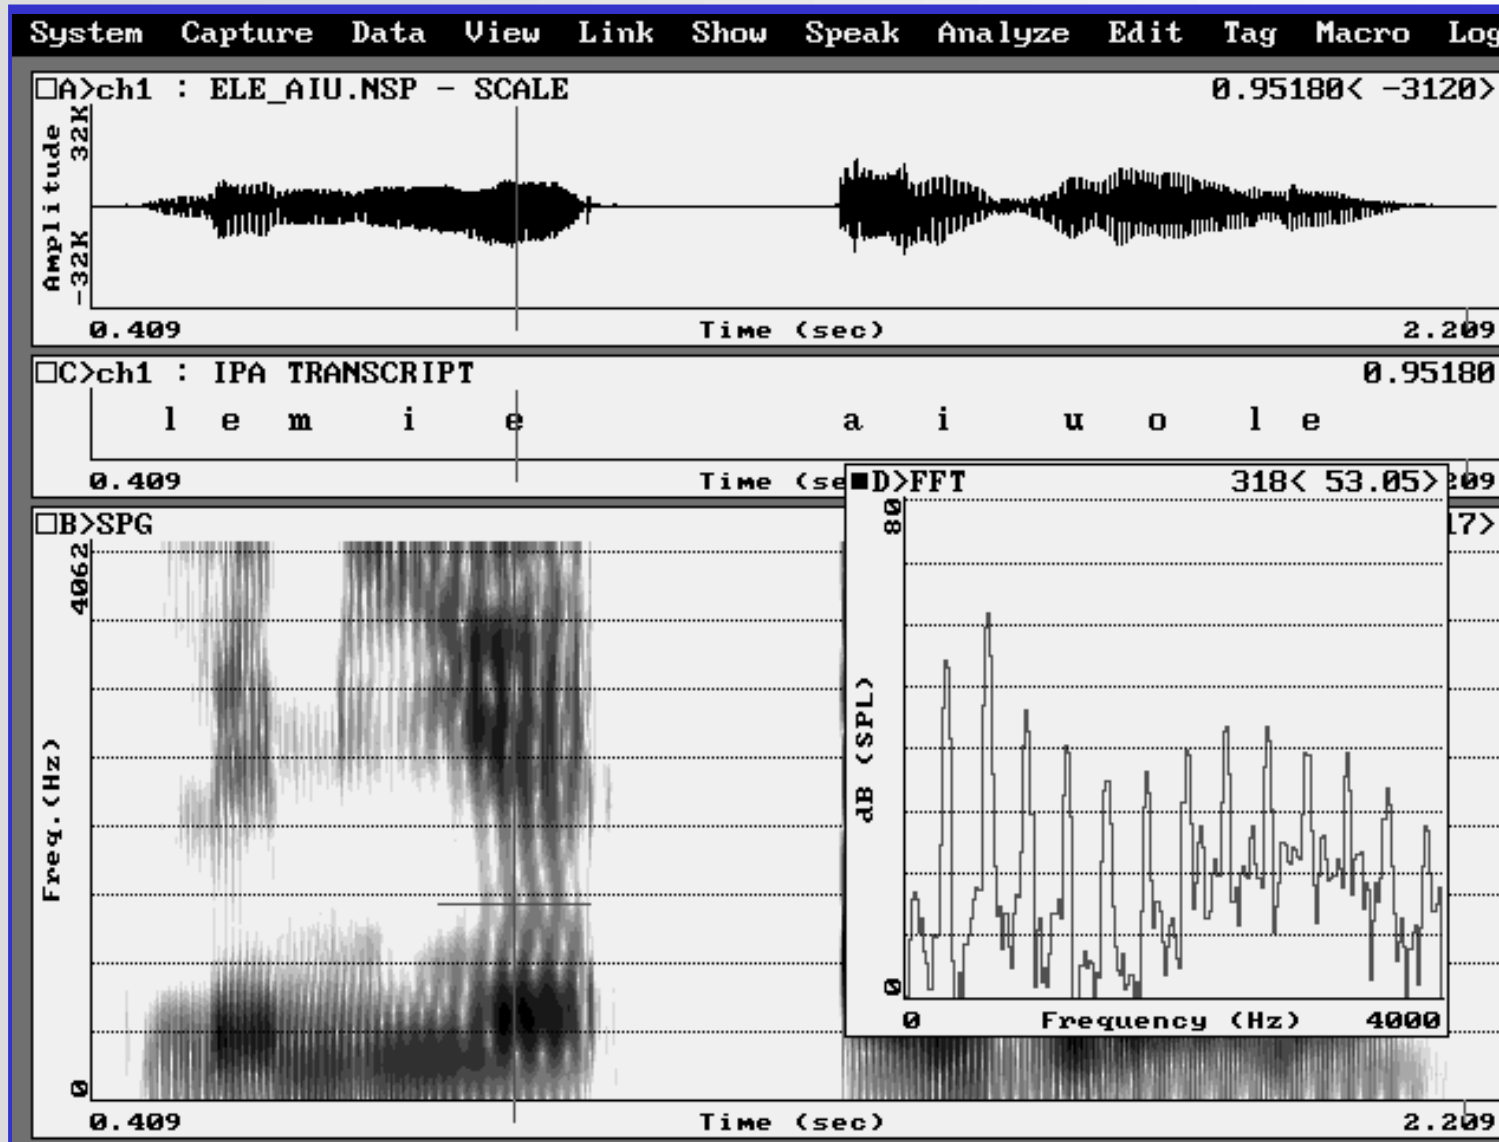 System Capture Data View Link Show Speak Analyze Edit Tag Macro Log
□A>ch1 : ELE_AIU.NSP - SCALE 0.95180< -3120>
Amplitude
32K
-32K
0.409 Time (sec) 2.209
□C>ch1 : IPA TRANSCRIPT 0.95180
l e m i e a i u o l e
0.409 Time (se 209
■D>FFT 318< 53.05>
□B>SPG 17>
4062
Freq.(Hz)
0
80
dB (SPL)
0
0 Frequency (Hz) 4000
0.409 Time (sec) 2.209